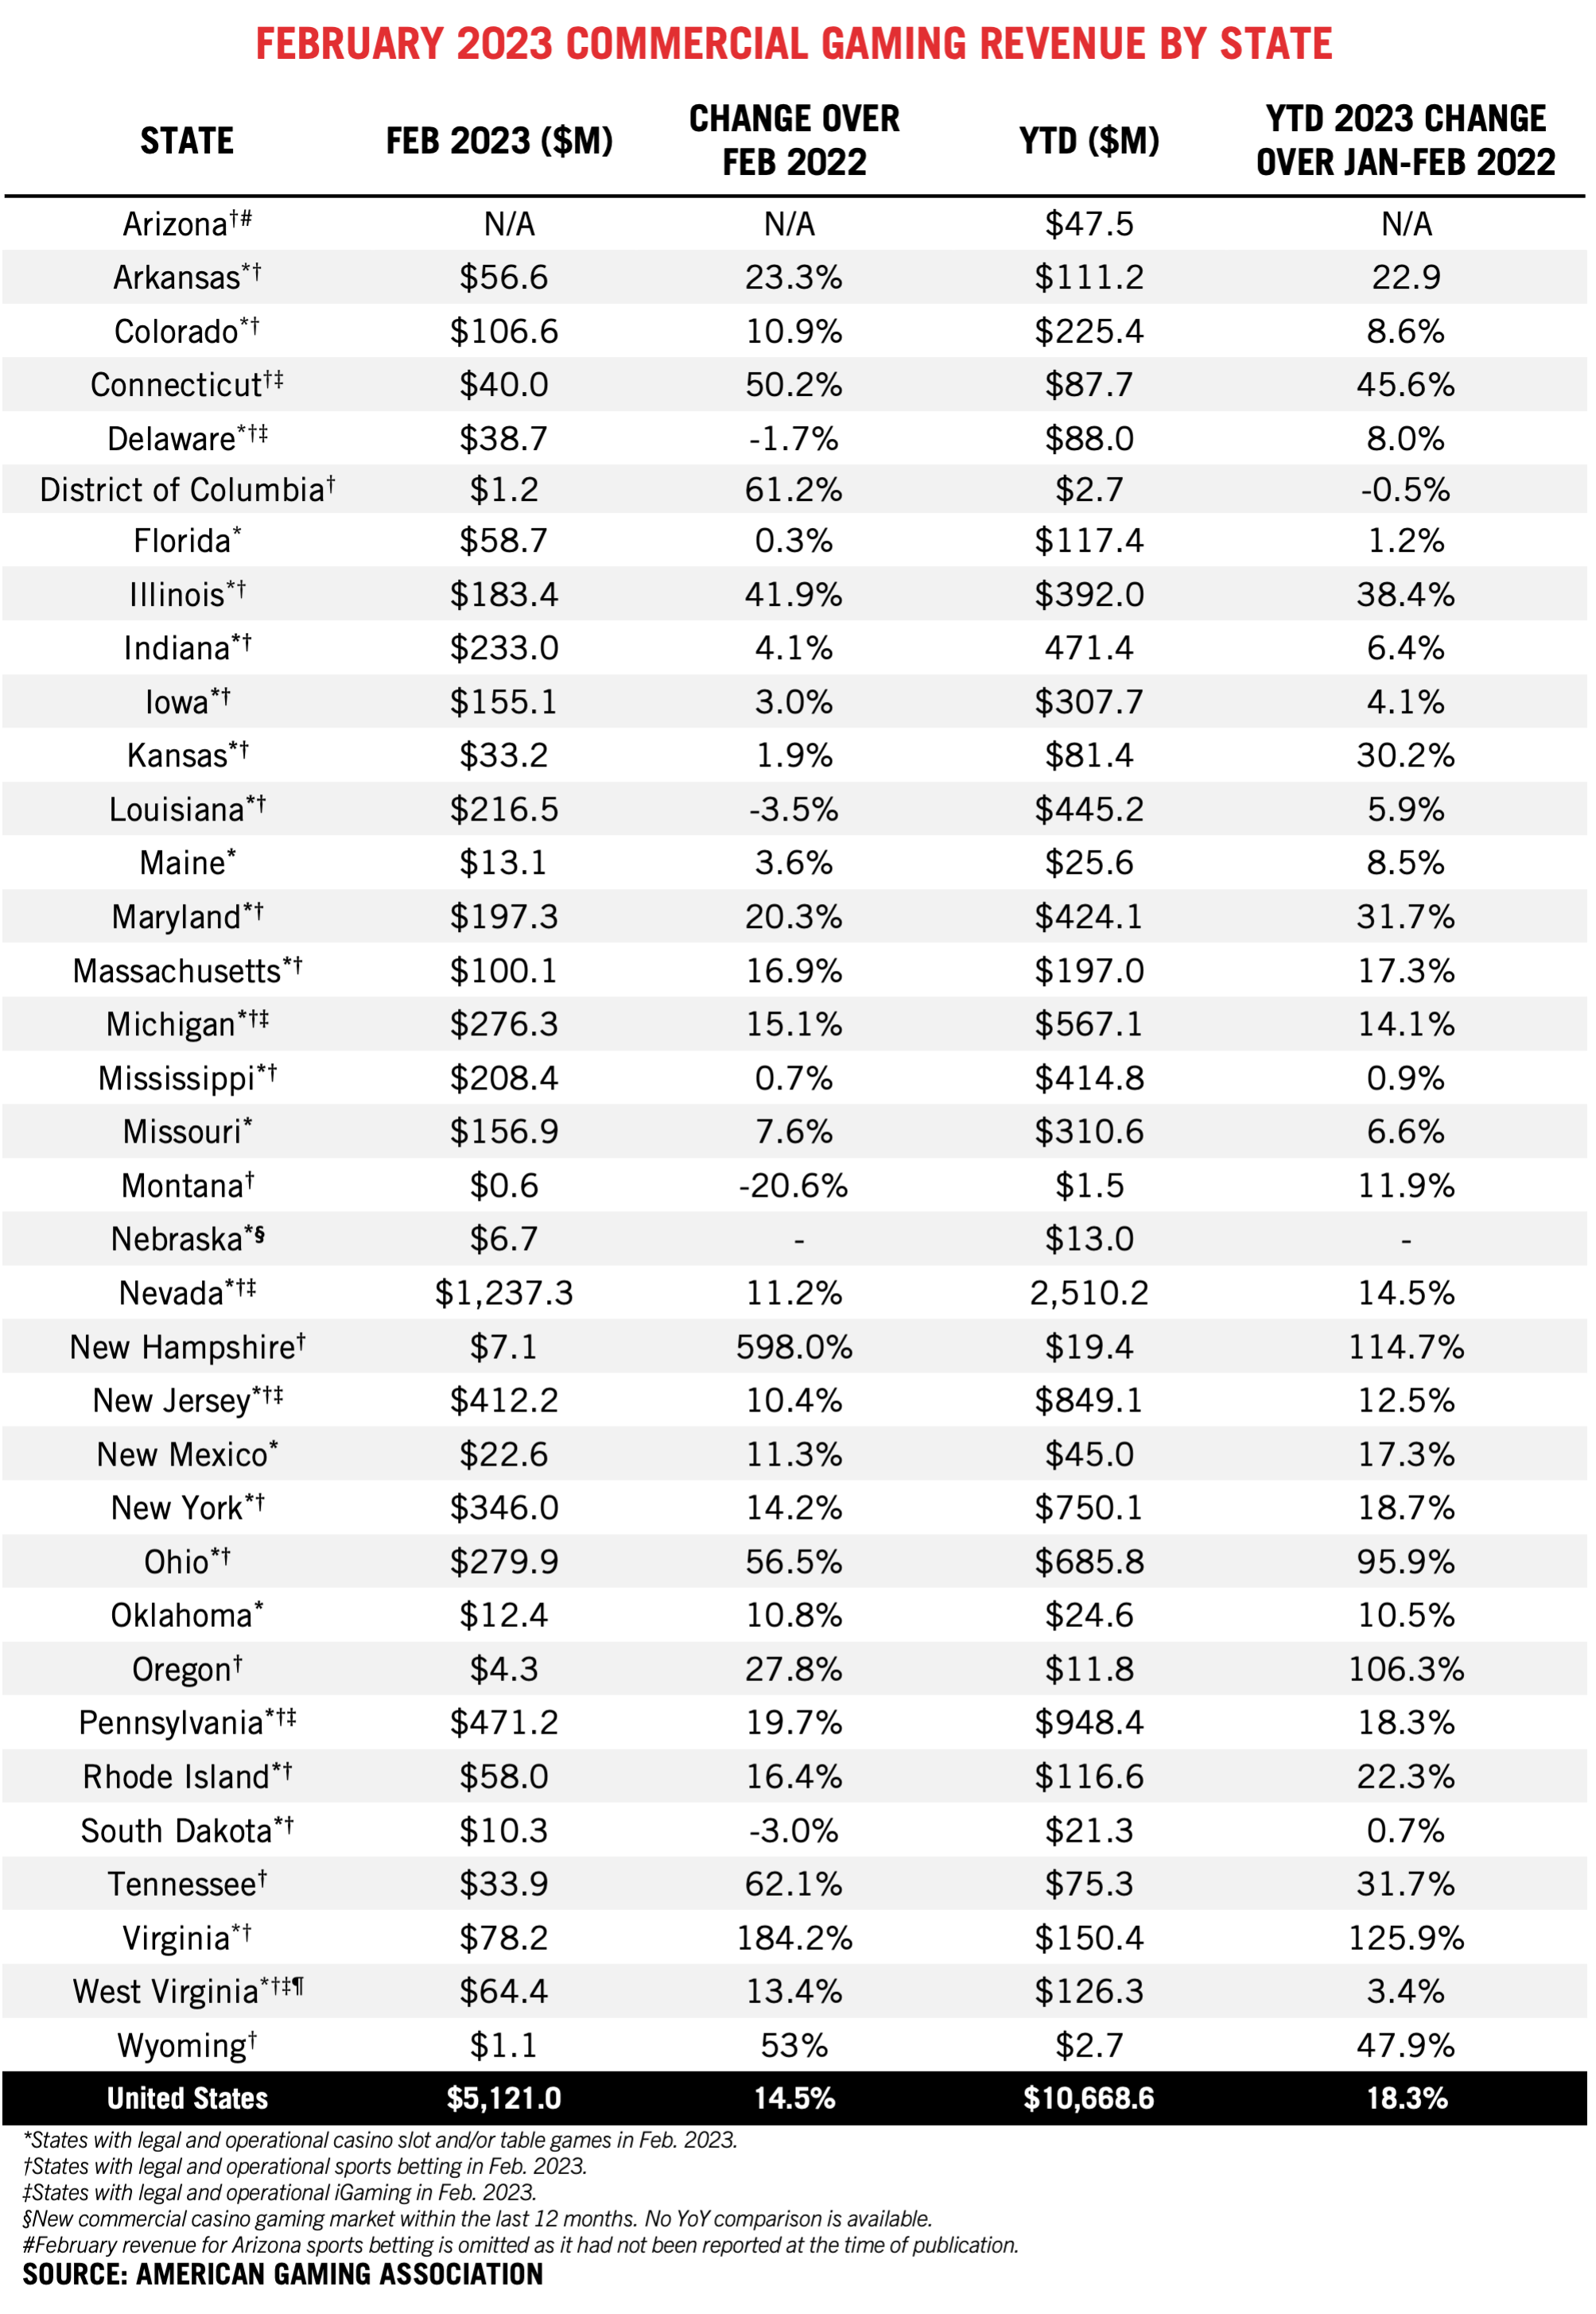 FEBRUARY 2023 COMMERCIAL GAMING REVENUE BY STATE
STATE FEB 2023 ($M) CHANGE OVER FEB 2022 YTD ($M) YTD 2023 CHANGE OVER JAN-FEB 2022
Arizona†# N/A N/A $47.5 N/A
Arkansas*† $56.6 23.3% $111.2 22.9
Colorado*† $106.6 10.9% $225.4 8.6%
Connecticut†‡ $40.0 50.2% $87.7 45.6%
Delaware*†‡ $38.7 -1.7% $88.0 8.0%
District of Columbia† $1.2 61.2% $2.7 -0.5%
Florida* $58.7 0.3% $117.4 1.2%
Illinois*† $183.4 41.9% $392.0 38.4%
Indiana*† $233.0 4.1% 471.4 6.4%
Iowa*† $155.1 3.0% $307.7 4.1%
Kansas*† $33.2 1.9% $81.4 30.2%
Louisiana*† $216.5 -3.5% $445.2 5.9%
Maine* $13.1 3.6% $25.6 8.5%
Maryland*† $197.3 20.3% $424.1 31.7%
Massachusetts*† $100.1 16.9% $197.0 17.3%
Michigan*†‡ $276.3 15.1% $567.1 14.1%
Mississippi*† $208.4 0.7% $414.8 0.9%
Missouri* $156.9 7.6% $310.6 6.6%
Montana† $0.6 -20.6% $1.5 11.9%
Nebraska*§ $6.7 - $13.0 -
Nevada*†‡ $1,237.3 11.2% 2,510.2 14.5%
New Hampshire† $7.1 598.0% $19.4 114.7%
New Jersey*†‡ $412.2 10.4% $849.1 12.5%
New Mexico* $22.6 11.3% $45.0 17.3%
New York*† $346.0 14.2% $750.1 18.7%
Ohio*† $279.9 56.5% $685.8 95.9%
Oklahoma* $12.4 10.8% $24.6 10.5%
Oregon† $4.3 27.8% $11.8 106.3%
Pennsylvania*†‡ $471.2 19.7% $948.4 18.3%
Rhode Island*† $58.0 16.4% $116.6 22.3%
South Dakota*† $10.3 -3.0% $21.3 0.7%
Tennessee† $33.9 62.1% $75.3 31.7%
Virginia*† $78.2 184.2% $150.4 125.9%
West Virginia*†‡¶ $64.4 13.4% $126.3 3.4%
Wyoming† $1.1 53% $2.7 47.9%
United States $5,121.0 14.5% $10,668.6 18.3%
*States with legal and operational casino slot and/or table games in Feb. 2023.
†States with legal and operational sports betting in Feb. 2023.
‡States with legal and operational iGaming in Feb. 2023.
§New commercial casino gaming market within the last 12 months. No YoY comparison is available.
#February revenue for Arizona sports betting is omitted as it had not been reported at the time of publication.
SOURCE: AMERICAN GAMING ASSOCIATION